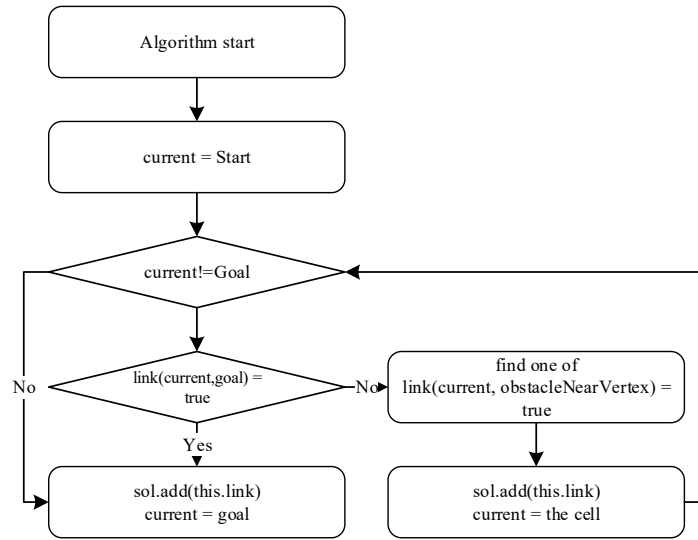 Algorithm start
current = Start
current!=Goal
link(current,goal) =
true
No
No
find one of
link(current, obstacleNearVertex) =
true
Yes
sol.add(this.link)
current = goal
sol.add(this.link)
current = the cell